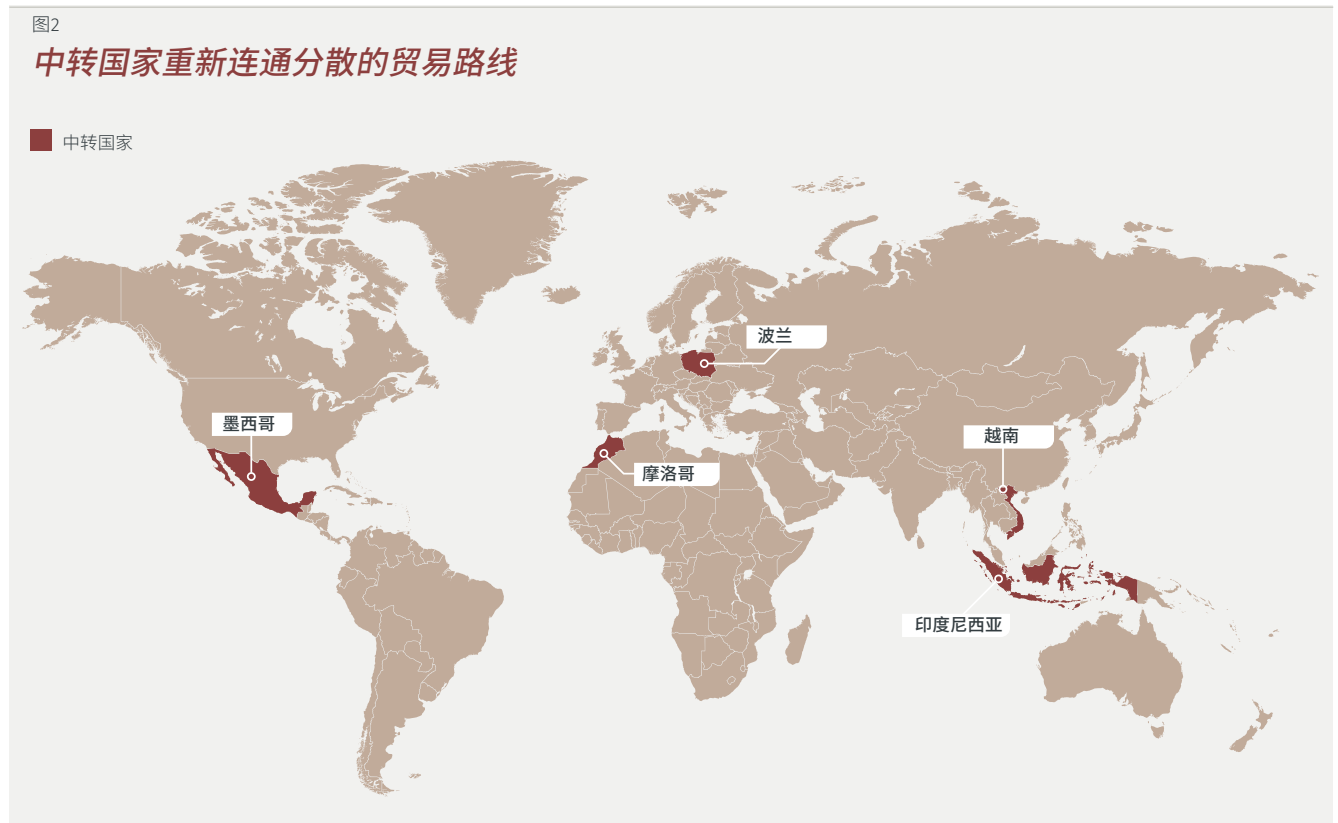 图2
中转国家重新连通分散的贸易路线
中转国家
波兰
墨西哥
越南
摩洛哥
印度尼西亚